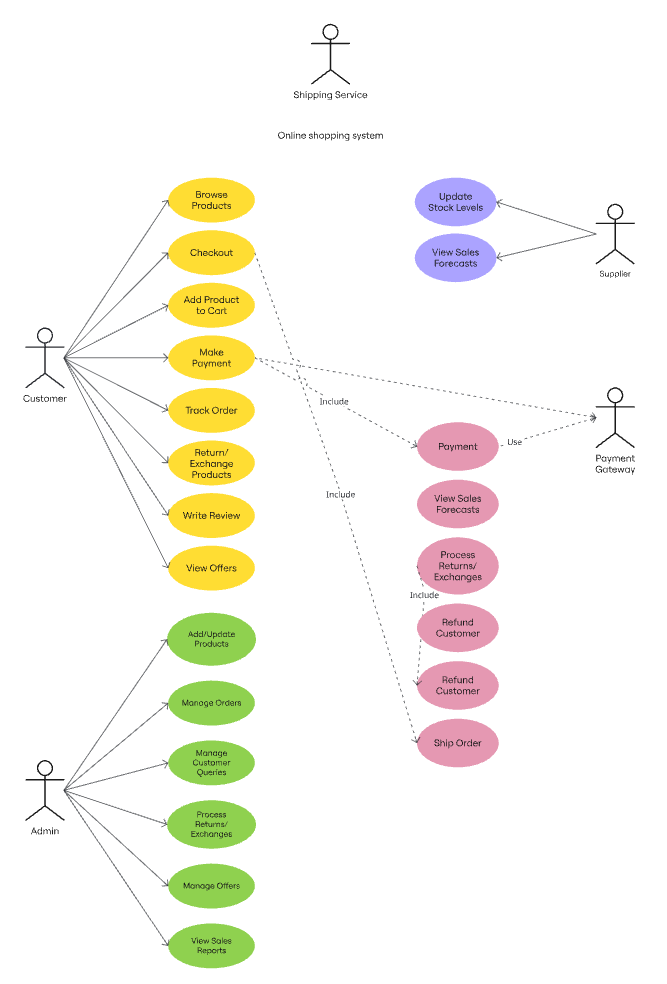 Shipping Service
Online shopping system
Browse
Products
Checkout
Add Product
to Cart
Make
Payment
Track Order
Return/
Exchange
Products
Write Review
View Offers
Customer
Update
Stock Levels
View Sales
Forecasts
Supplier
Include
Include
Payment
Use
Payment
Gateway
View Sales
Forecasts
Process
Returns/
Exchanges
Include
Refund
Customer
Refund
Customer
Ship Order
Add/Update
Products
Manage Orders
Manage
Customer
Queries
Process
Returns/
Exchanges
Manage Offers
View Sales
Reports
Admin